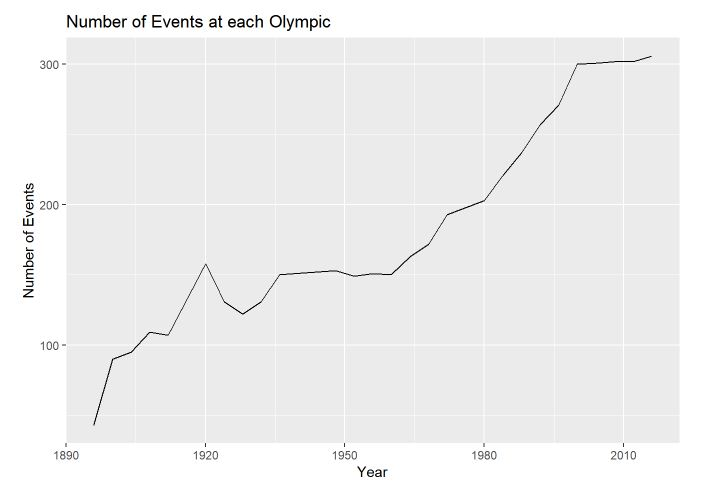 Number of Events at each Olympic
300
200
100
Number of Events
1890
1920
1950
1980
2010
Year